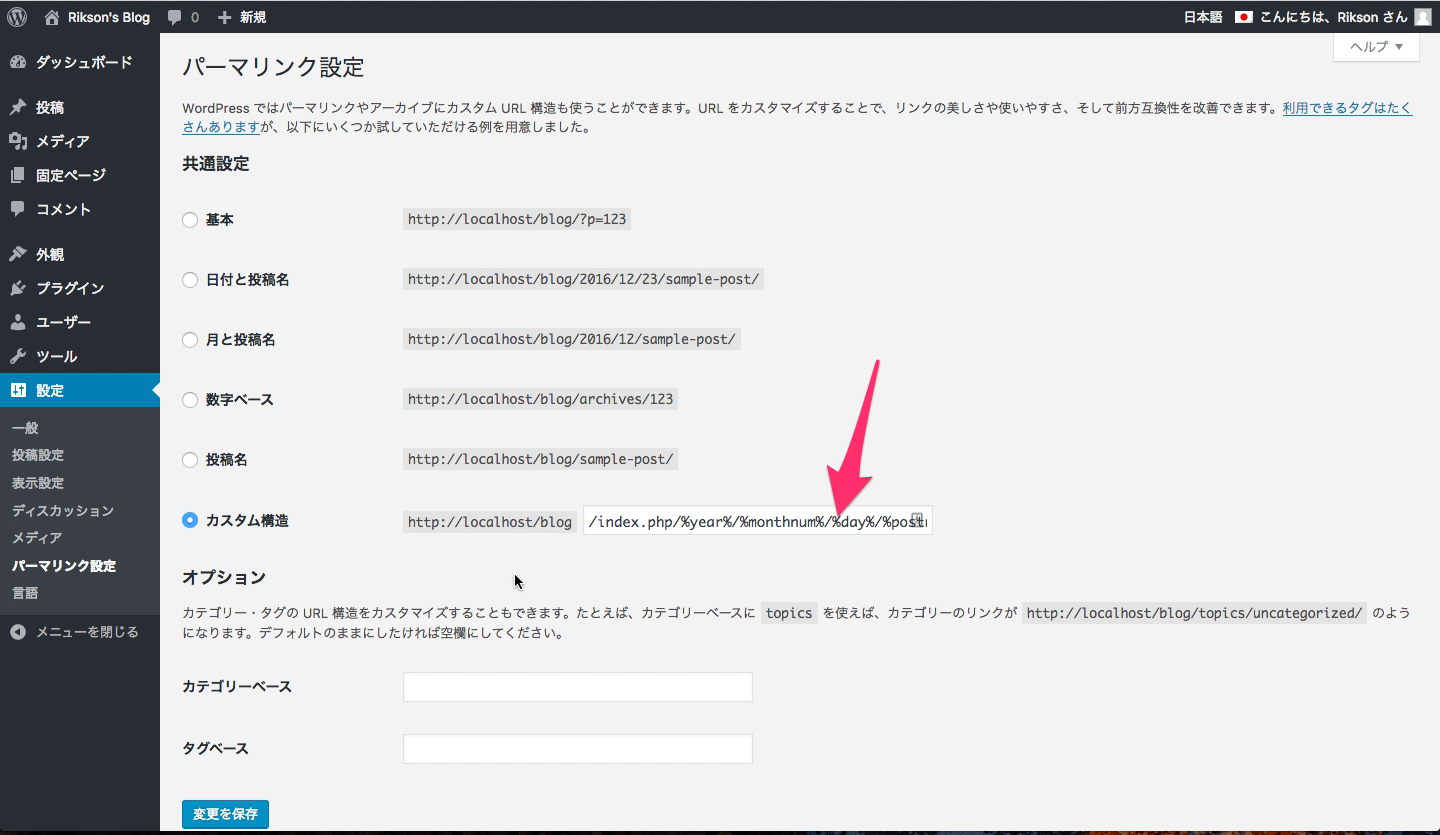 Rikson's Blog 0 新規 日本語 こんにちは、Rikson さん
ヘルプ
ダッシュボード
投稿
メディア
固定ページ
コメント
外観
プラグイン
ユーザー
ツール
設定
一般
投稿設定
表示設定
ディスカッション
メディア
パーマリンク設定
言語
メニューを閉じる
パーマリンク設定
WordPress ではパーマリンクやアーカイブにカスタム URL 構造も使うことができます。URL をカスタマイズすることで、リンクの美しさや使いやすさ、そして前方互換性を改善できます。利用できるタグはたく
さんありますが、以下にいくつか試していただける例を用意しました。
共通設定
基本 http://localhost/blog/?p=123
日付と投稿名 http://localhost/blog/2016/12/23/sample-post/
月と投稿名 http://localhost/blog/2016/12/sample-post/
数字ベース http://localhost/blog/archives/123
投稿名 http://localhost/blog/sample-post/
カスタム構造 http://localhost/blog /index.php/%year%/%monthnum%/%day%/%post
オプション
カテゴリー・タグの URL 構造をカスタマイズすることもできます。たとえば、カテゴリーベースに topics を使えば、カテゴリーのリンクが http://localhost/blog/topics/uncategorized/ のよう
になります。デフォルトのままにしたければ空欄にしてください。
カテゴリーベース
タグベース
変更を保存